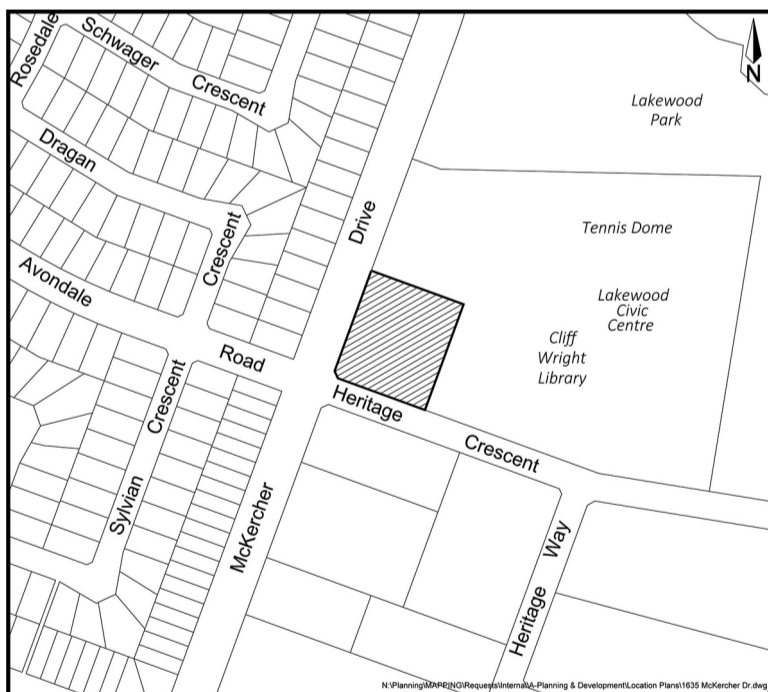 Rosedale
Schwager
Crescent
N
Lakewood
Park
Dragan
Crescent
Drive
Tennis Dome
Avondale
Lakewood
Civic
Centre
Cliff
Wright
Library
Road
Crescent
Sylvian
Heritage
Crescent
McKercher
Heritage
Way
N:\Planning\MAPPING\Requests\Internal\A-Planning & Development\Location Plans\1635 McKercher Dr.dwg